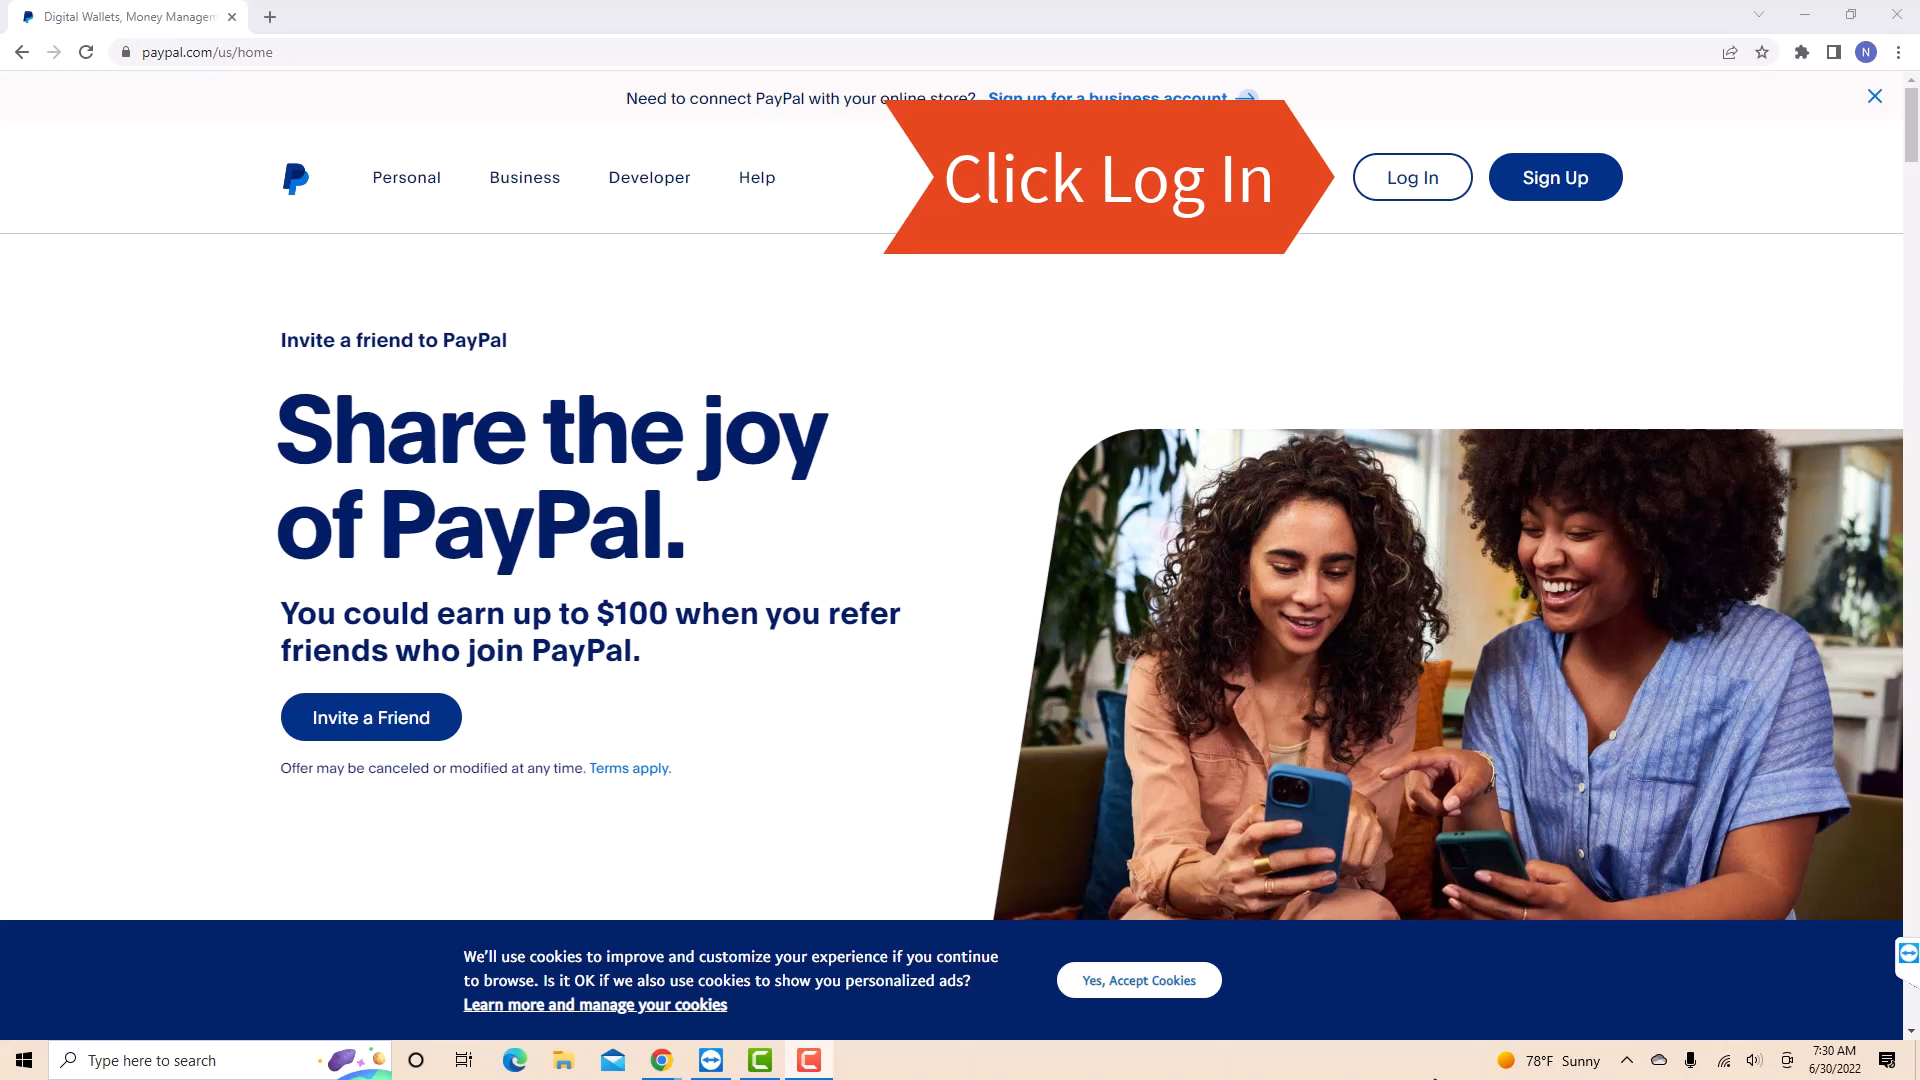 Digital Wallets, Money Managem
paypal.com/us/home
N
Need to connect PayPal with your online store? Sign up for a business account
Personal Business Developer Help
Click Log In
Log In
Sign Up
Invite a friend to PayPal
Share the joy
of PayPal.
You could earn up to $100 when you refer
friends who join PayPal.
Invite a Friend
Offer may be canceled or modified at any time. Terms apply.
We'll use cookies to improve and customize your experience if you continue
to browse. Is it OK if we also use cookies to show you personalized ads?
Learn more and manage your cookies
Yes, Accept Cookies
Type here to search
78°F Sunny
7:30 AM
6/30/2022